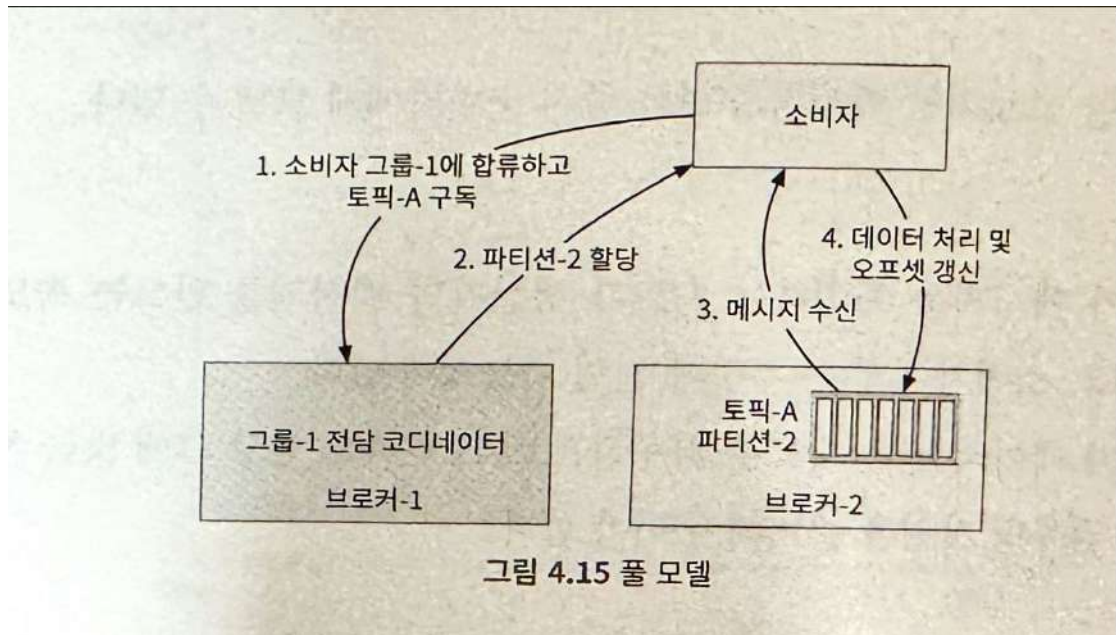 소비자
1. 소비자 그룹-1에 합류하고
토픽-A 구독
2. 파티션-2 할당
4. 데이터 처리 및
오프셋 갱신
3. 메시지 수신
그룹-1 전담 코디네이터
브로커-1
토픽-A
파티션-2
브로커-2
그림 4.15 풀 모델